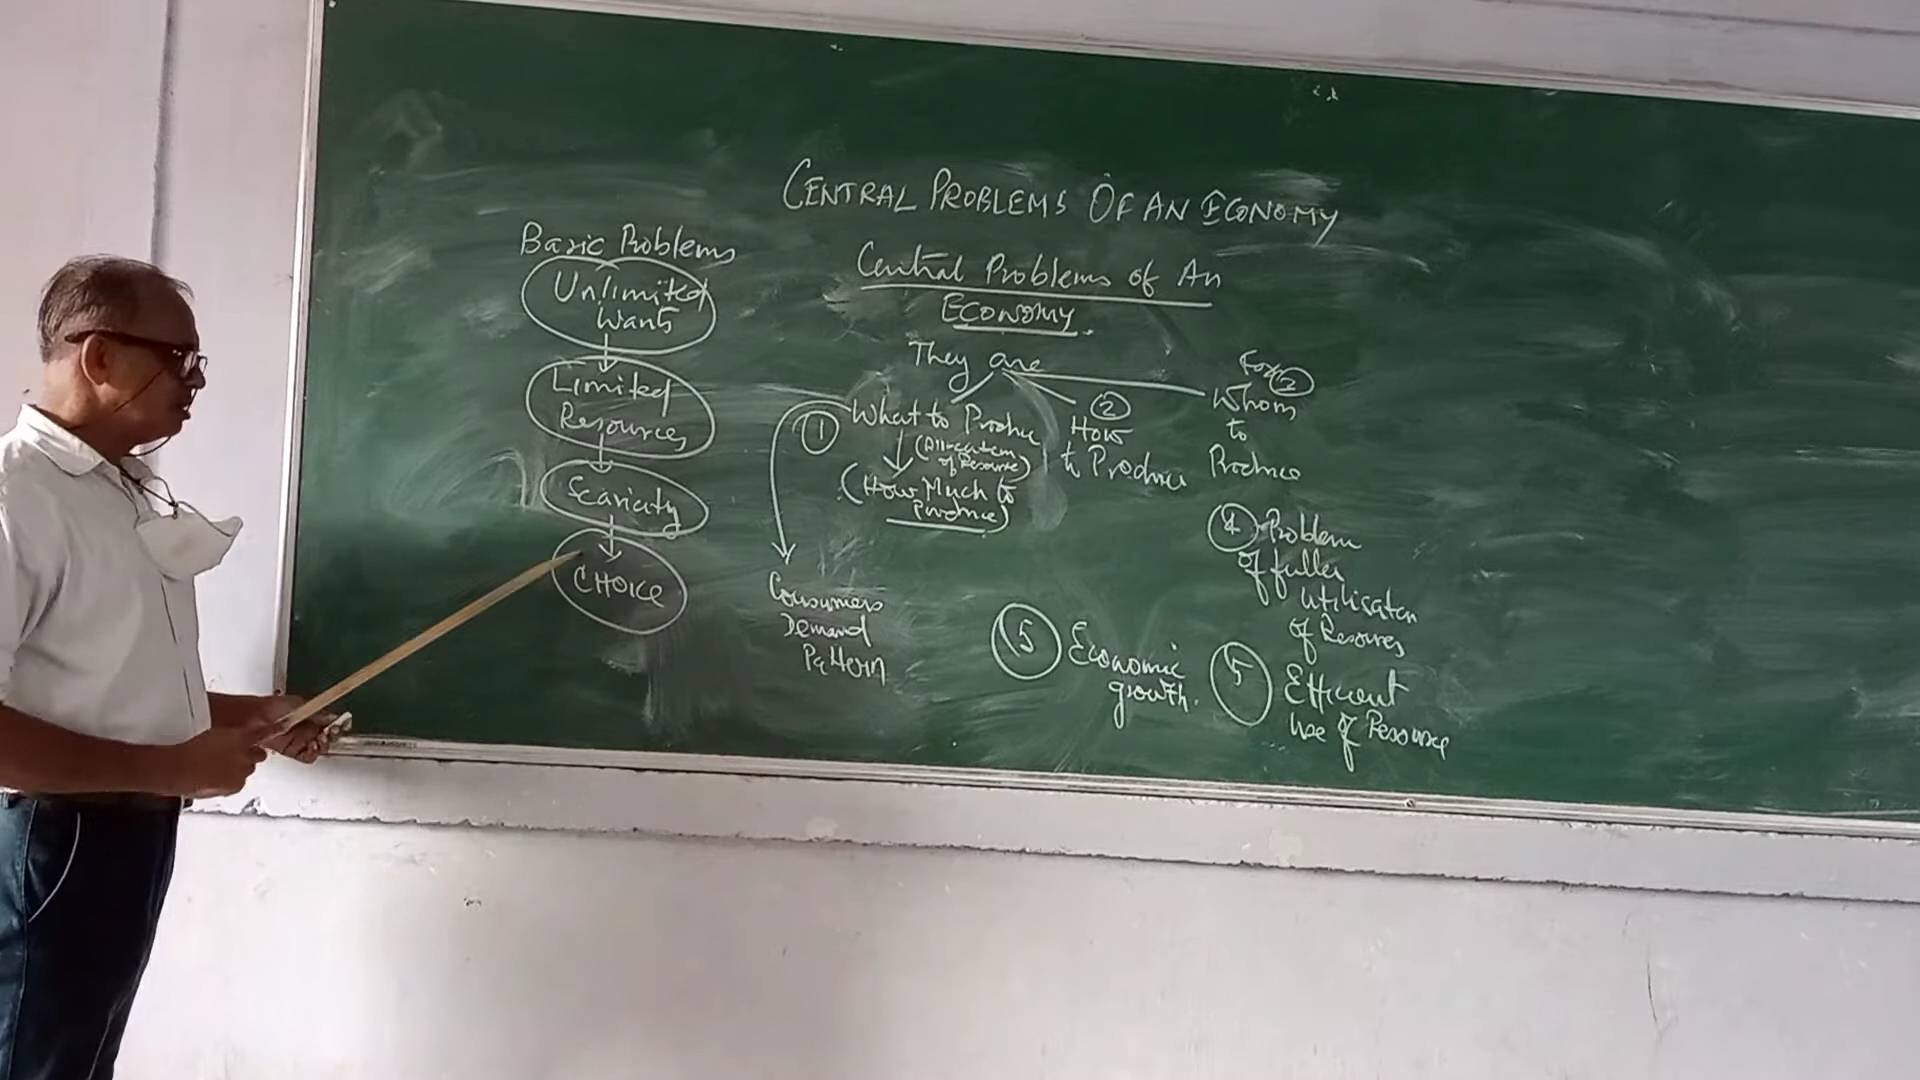 CENTRAL PROBLEMS OF AN ECONOMY
Basic Problems
Unlimited
Wants
Limited
Resources
Scaricity
CHOICE
Central Problems of An
ECONOMY.
They are
① What to Produce
(Allocation
of Resource)
(How Much to
Produce)
Consumers
Demand
Pattern
②
How
to Produce
For ②
Whom
to
Produce
④ Problem
of fuller
utilisation
of Resources
⑤ Economic
growth.
⑤ Efficient
use of Resource